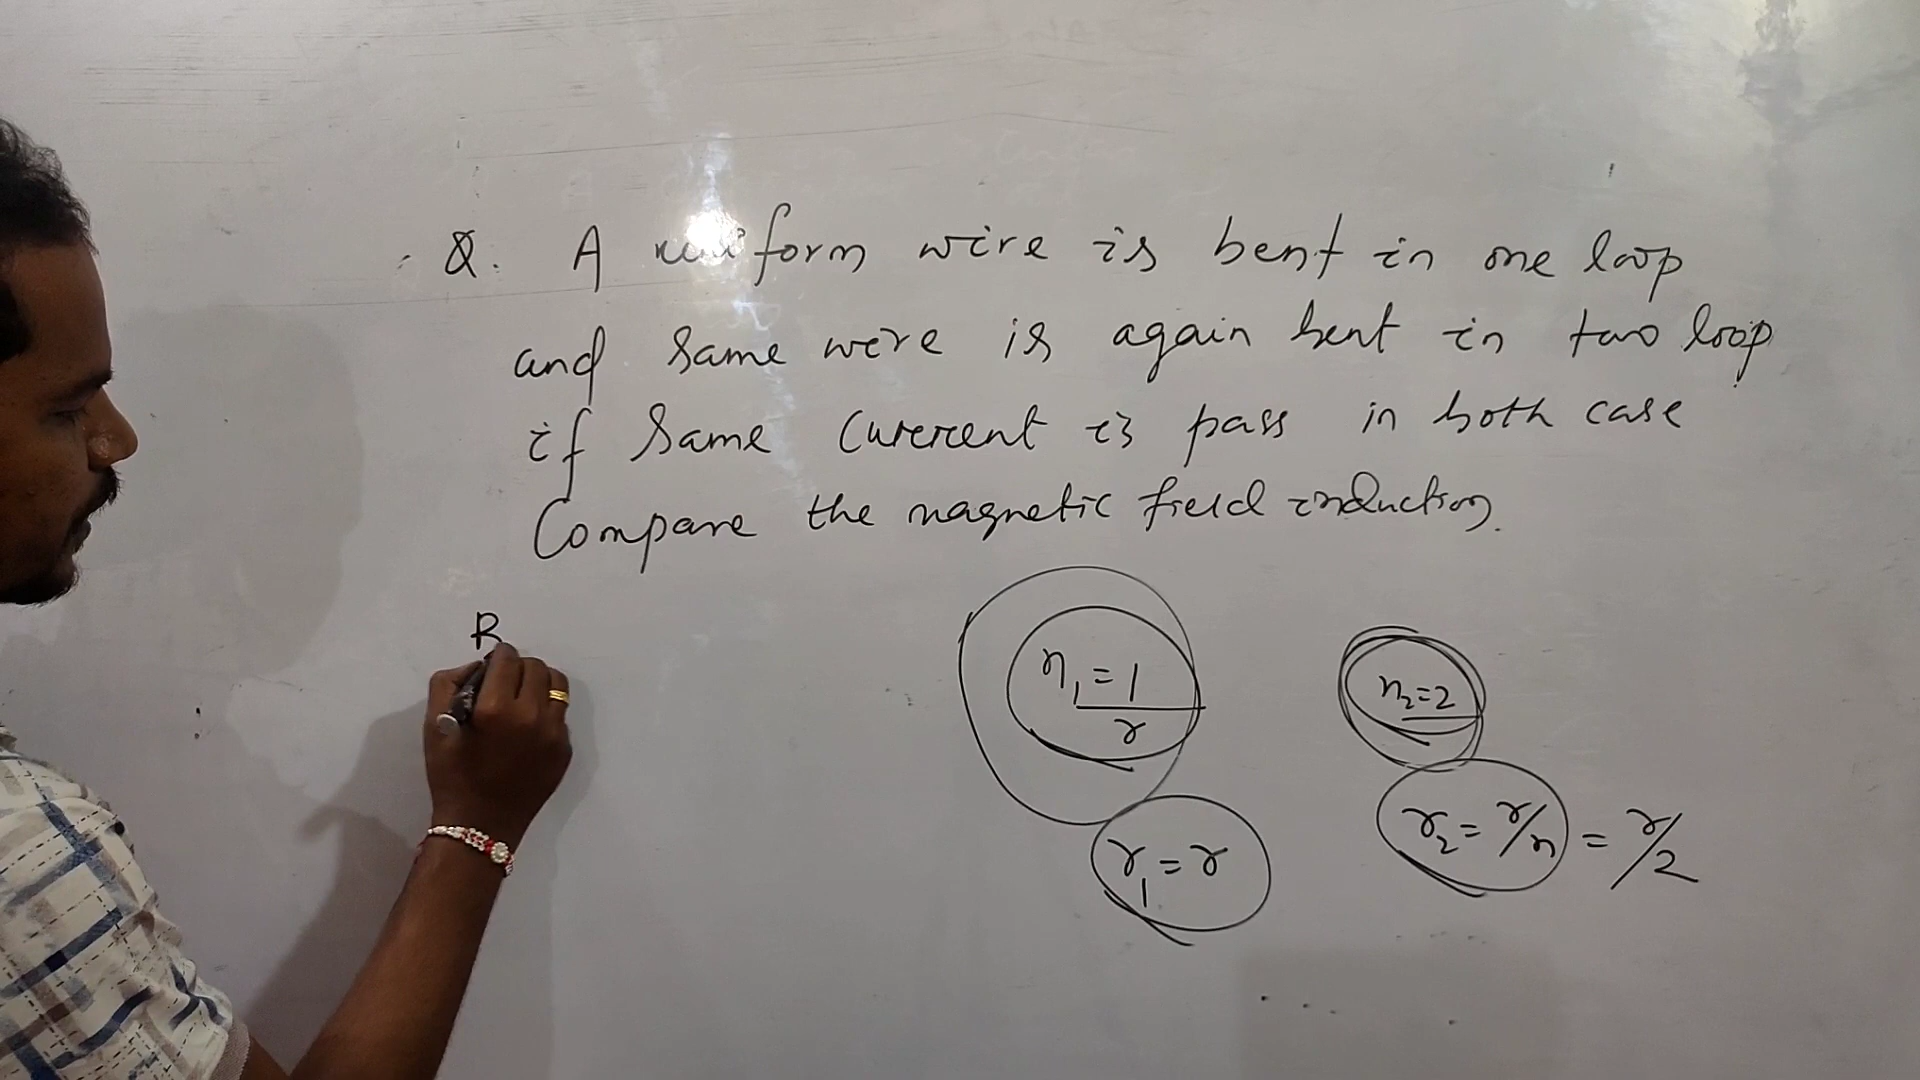 Q. A uniform wire is bent in one loop
and same wire is again bent in two loop
if same current is pass in both case
Compare the magnetic field induction.
B
n₁ = 1
r
n₂ = 2
r₁ = r
r₂ = r/n = r/2